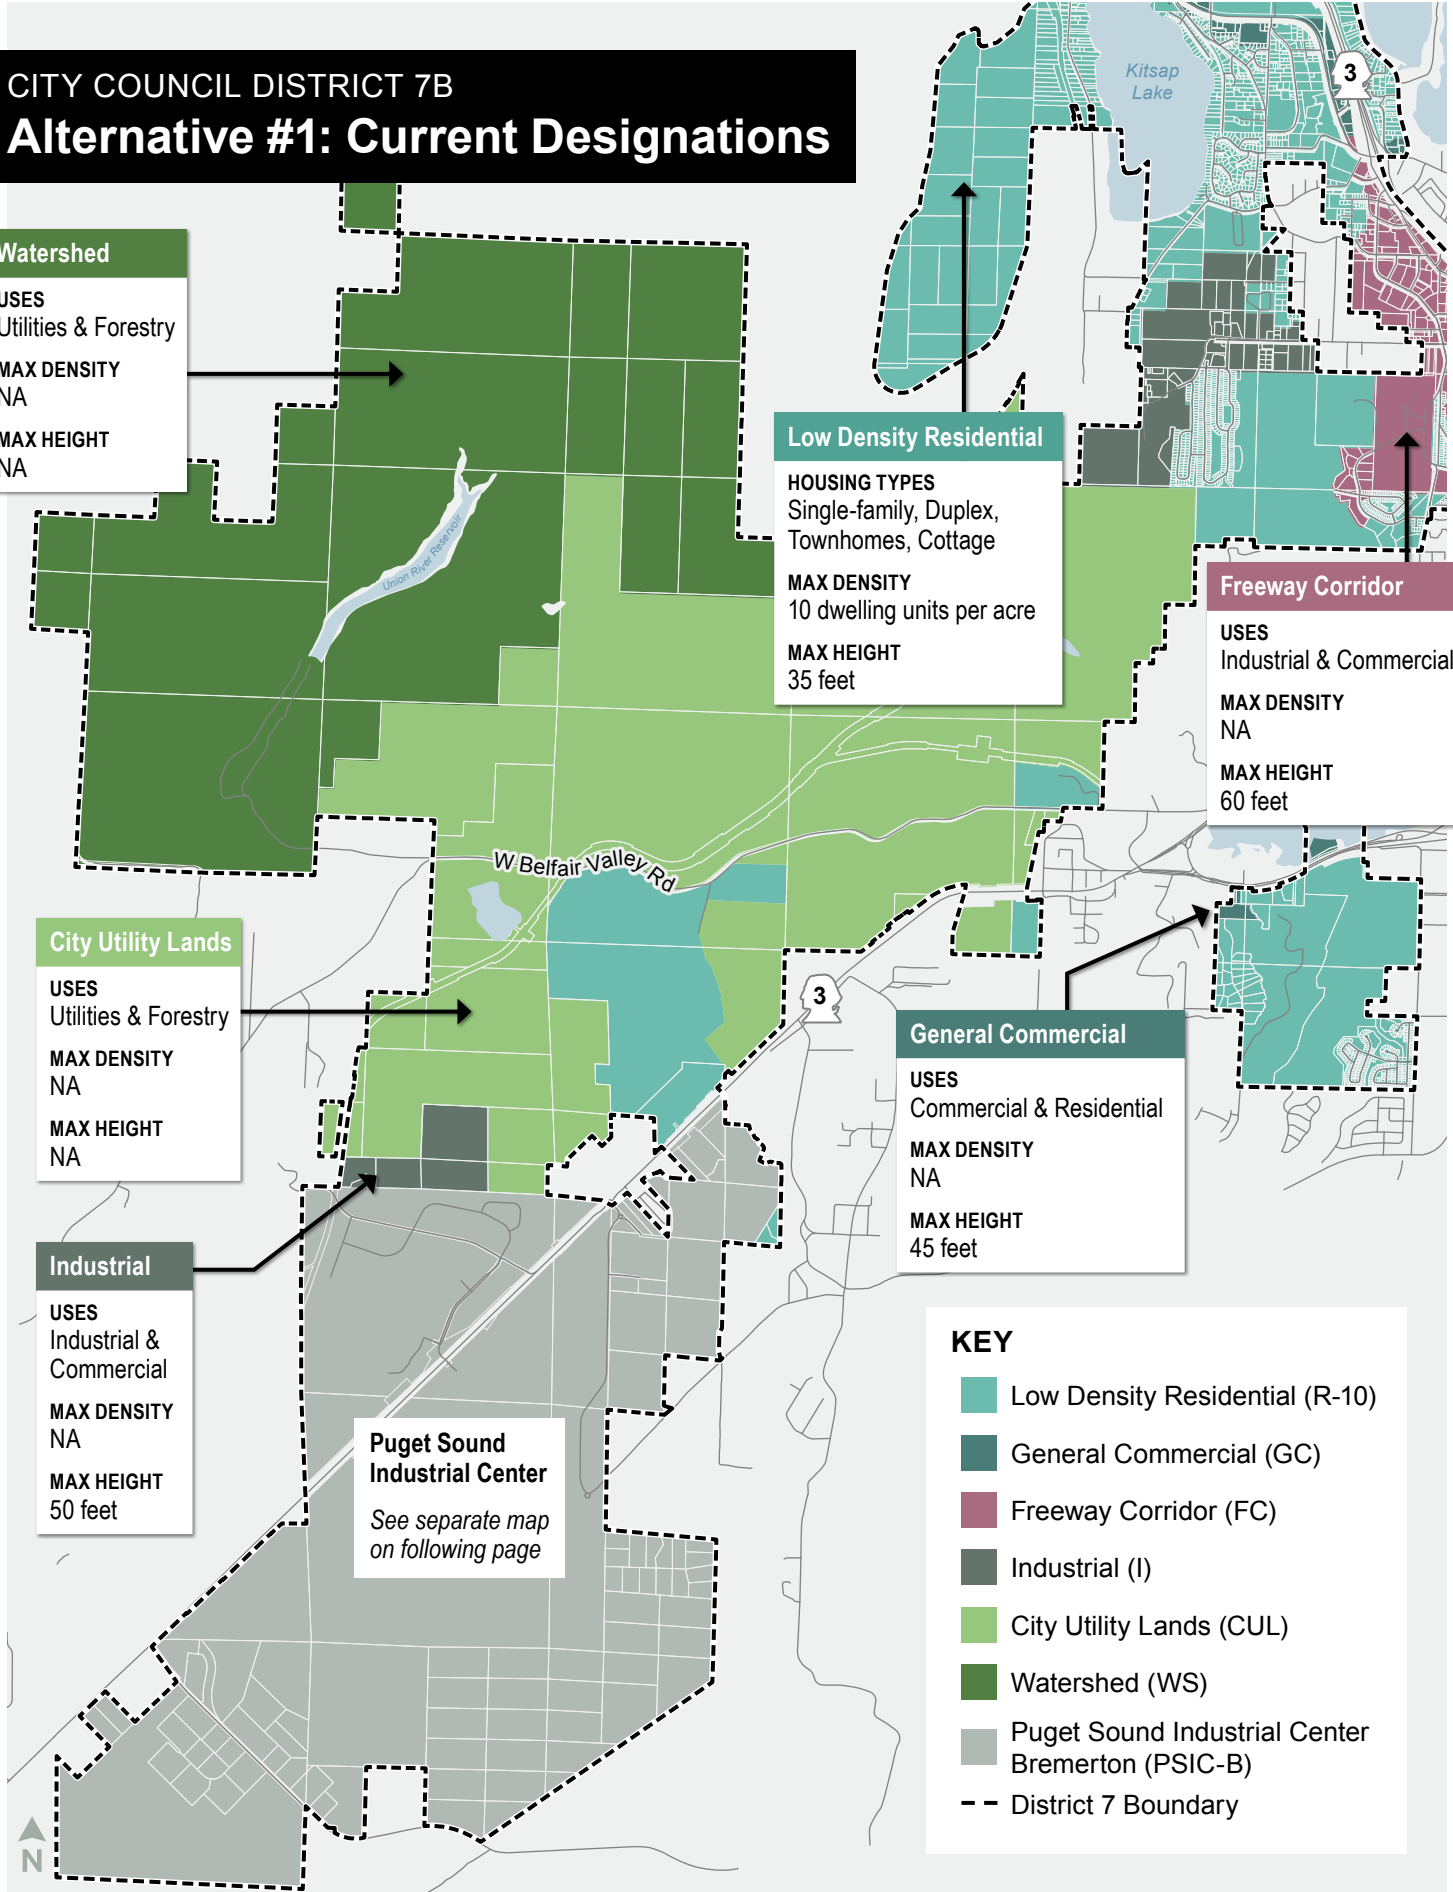 CITY COUNCIL DISTRICT 7B
Alternative #1: Current Designations
Kitsap
Lake
3
Watershed
USES
Utilities & Forestry
MAX DENSITY
NA
MAX HEIGHT
NA
Union River Reservoir
Low Density Residential
HOUSING TYPES
Single-family, Duplex,
Townhomes, Cottage
MAX DENSITY
10 dwelling units per acre
MAX HEIGHT
35 feet
Freeway Corridor
USES
Industrial & Commercial
MAX DENSITY
NA
MAX HEIGHT
60 feet
W Belfair Valley Rd
City Utility Lands
USES
Utilities & Forestry
MAX DENSITY
NA
MAX HEIGHT
NA
3
General Commercial
USES
Commercial & Residential
MAX DENSITY
NA
MAX HEIGHT
45 feet
Industrial
USES
Industrial &
Commercial
MAX DENSITY
NA
MAX HEIGHT
50 feet
Puget Sound
Industrial Center
See separate map
on following page
KEY
Low Density Residential (R-10)
General Commercial (GC)
Freeway Corridor (FC)
Industrial (I)
City Utility Lands (CUL)
Watershed (WS)
Puget Sound Industrial Center
Bremerton (PSIC-B)
District 7 Boundary
N